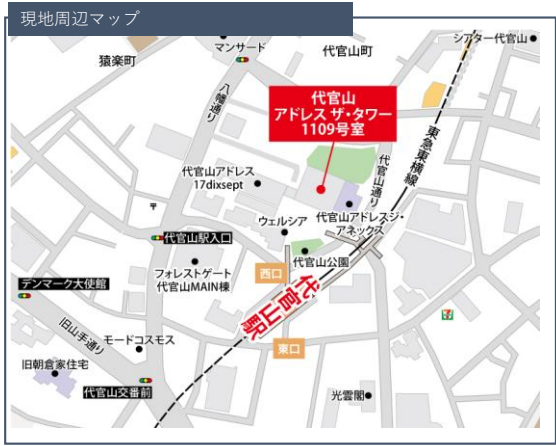 現地周辺マップ
マンサード
代官山町
シアター代官山
猿楽町
八幡通り
代官山
アドレス ザ・タワー
1109号室
東急東横線
代官山通り
代官山アドレス
17dixsept
代官山アドレスジ・
アネックス
ウェルシア
〒
代官山駅入口
代官山公園
フォレストゲート
代官山MAIN棟
西口
代官山駅
デンマーク大使館
旧山手通り
モードコスモス
東口
旧朝倉家住宅
代官山交番前
光雲閣